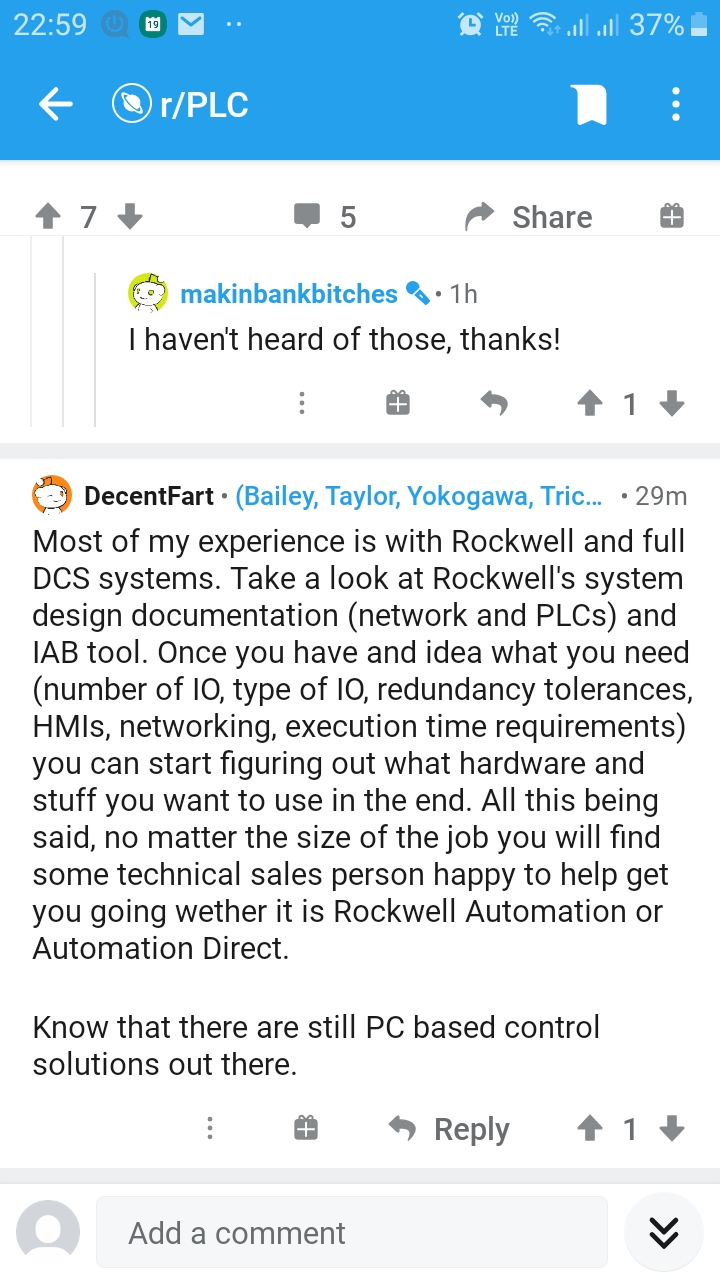 22:59 19 Vo)) LTE 37%
r/PLC
7 5 Share
makinbankbitches • 1h
I haven't heard of those, thanks!
1
DecentFart • (Bailey, Taylor, Yokogawa, Tric... • 29m
Most of my experience is with Rockwell and full
DCS systems. Take a look at Rockwell's system
design documentation (network and PLCs) and
IAB tool. Once you have and idea what you need
(number of IO, type of IO, redundancy tolerances,
HMIs, networking, execution time requirements)
you can start figuring out what hardware and
stuff you want to use in the end. All this being
said, no matter the size of the job you will find
some technical sales person happy to help get
you going wether it is Rockwell Automation or
Automation Direct.
Know that there are still PC based control
solutions out there.
Reply 1
Add a comment